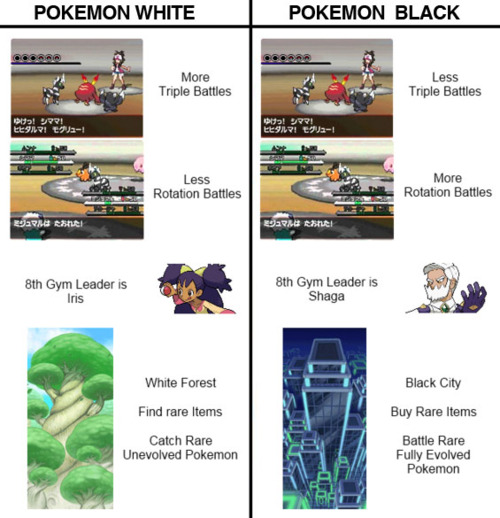 POKEMON WHITE
POKEMON BLACK
More
Triple Battles
ゆけっ! シママ!
ヒヒダルマ! モグリュー!
Less
Rotation Battles
ミジュマルは たおれた!
8th Gym Leader is
Iris
White Forest
Find rare Items
Catch Rare
Unevolved Pokemon
Less
Triple Battles
ゆけっ! シママ!
ヒヒダルマ! モグリュー!
More
Rotation Battles
ミジュマルは たおれた!
8th Gym Leader is
Shaga
Black City
Buy Rare Items
Battle Rare
Fully Evolved
Pokemon